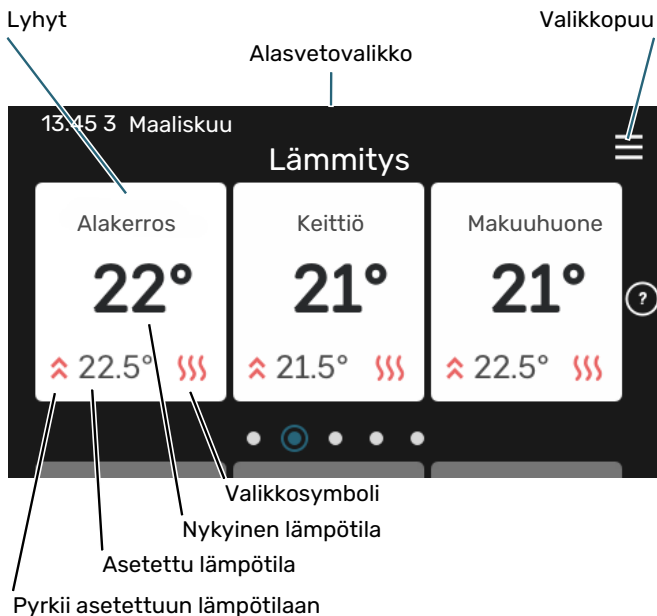 Lyhyt
Valikkopuu
Alasvetovalikko
13.45 3 Maaliskuu
Lämmitys
Alakerros
Keittiö
Makuuhuone
22°
21°
21°
?
22.5°
21.5°
22.5°
Valikkosymboli
Nykyinen lämpötila
Asetettu lämpötila
Pyrkii asetettuun lämpötilaan